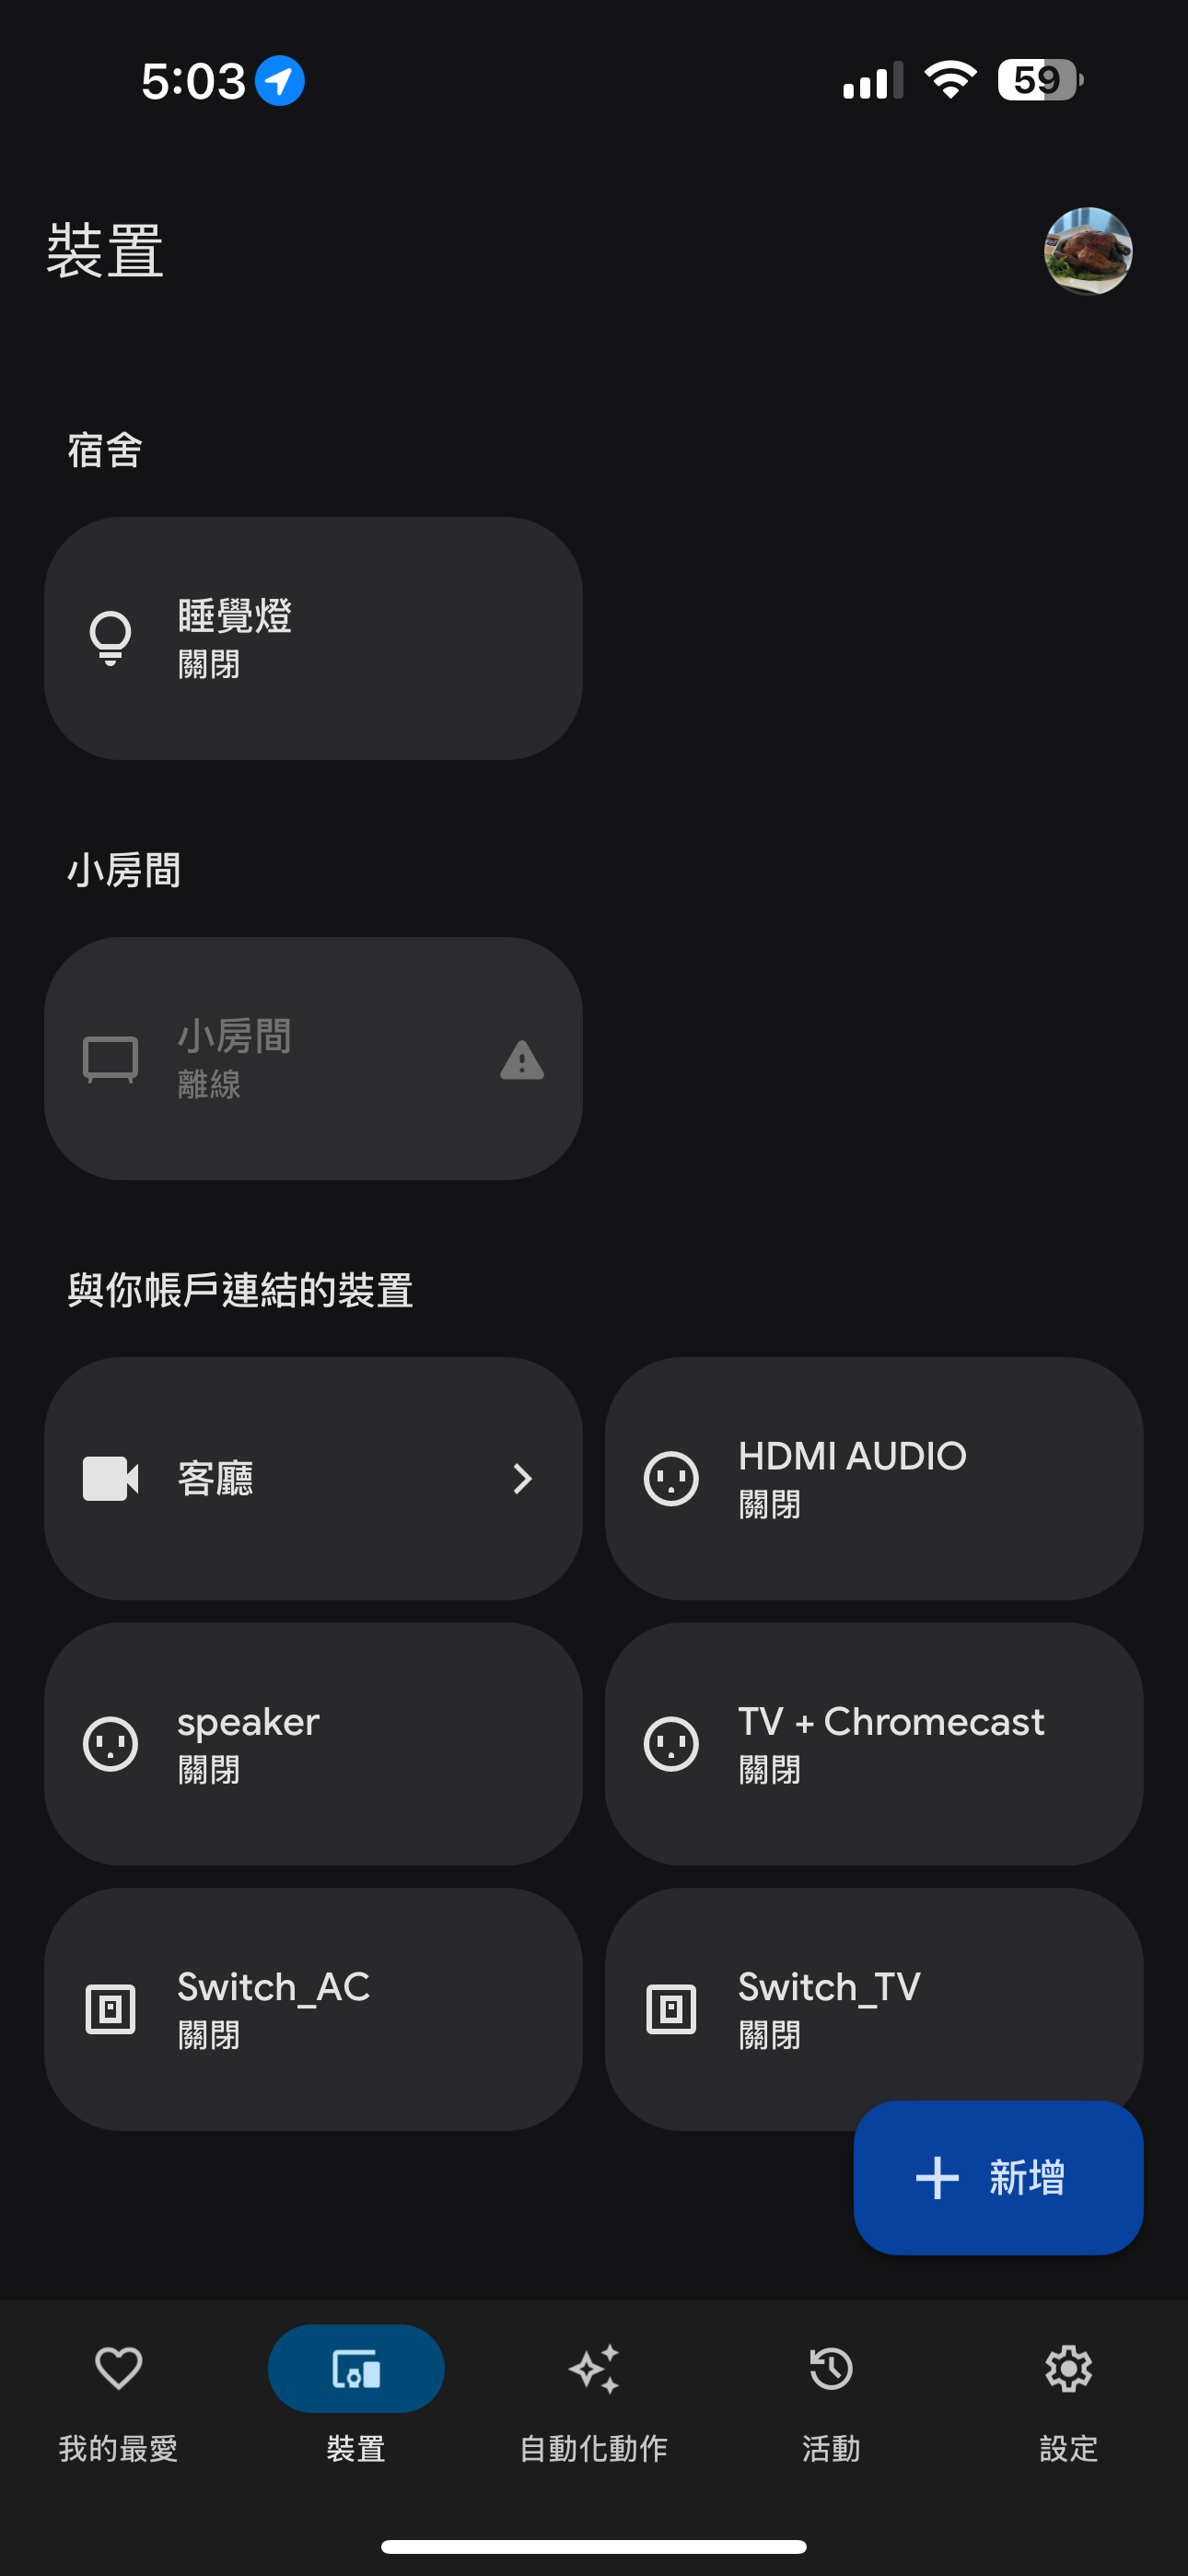 5:03
59
裝置
宿舍
睡覺燈
關閉
小房間
小房間
離線
與你帳戶連結的裝置
客廳
HDMI AUDIO
關閉
speaker
關閉
TV + Chromecast
關閉
Switch_AC
關閉
Switch_TV
關閉
新增
我的最愛
裝置
自動化動作
活動
設定